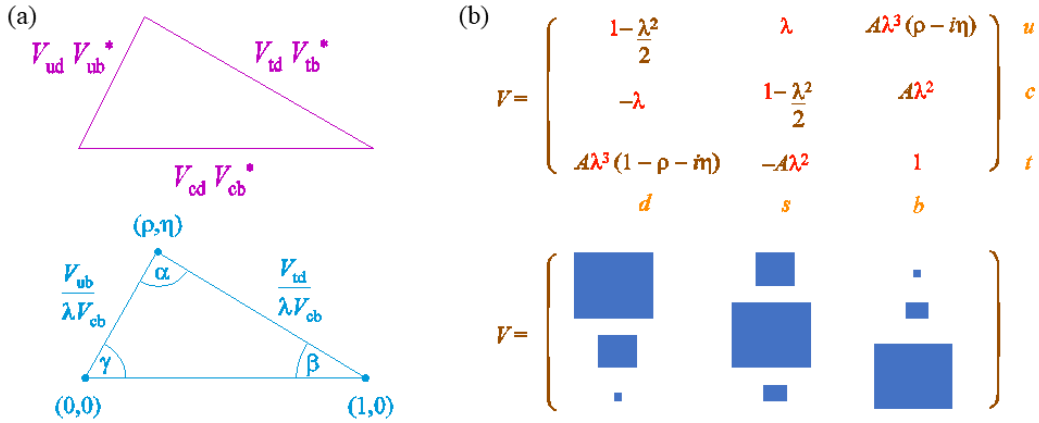 (a)
V_ud V_ub*
V_td V_tb*
V_cd V_cb*
(ρ,η)
V_ub
λV_cb
α
V_td
λV_cb
γ
β
(0,0)
(1,0)
(b)
V =
1 − λ²/2 λ Aλ³ (ρ − iη) u
−λ 1 − λ²/2 Aλ² c
Aλ³ (1 − ρ − iη) −Aλ² 1 t
d s b
V =